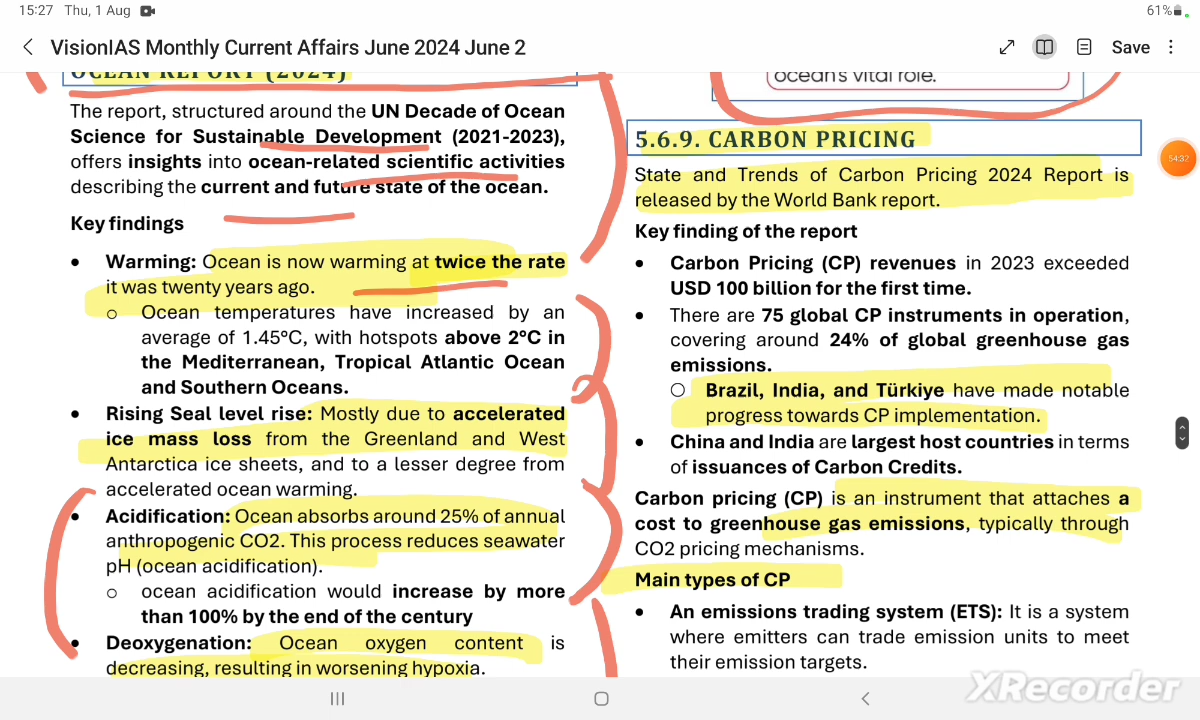 15:27 Thu, 1 Aug
61%
VisionIAS Monthly Current Affairs June 2024 June 2
Save
OCEAN REPORT (2024)
The report, structured around the UN Decade of Ocean
Science for Sustainable Development (2021-2023),
offers insights into ocean-related scientific activities
describing the current and future state of the ocean.
Key findings
• Warming: Ocean is now warming at twice the rate
it was twenty years ago.
o Ocean temperatures have increased by an
average of 1.45°C, with hotspots above 2°C in
the Mediterranean, Tropical Atlantic Ocean
and Southern Oceans.
• Rising Seal level rise: Mostly due to accelerated
ice mass loss from the Greenland and West
Antarctica ice sheets, and to a lesser degree from
accelerated ocean warming.
• Acidification: Ocean absorbs around 25% of annual
anthropogenic CO2. This process reduces seawater
pH (ocean acidification).
o ocean acidification would increase by more
than 100% by the end of the century
• Deoxygenation: Ocean oxygen content is
decreasing, resulting in worsening hypoxia.
ocean's vital role.
5.6.9. CARBON PRICING
State and Trends of Carbon Pricing 2024 Report is
released by the World Bank report.
Key finding of the report
• Carbon Pricing (CP) revenues in 2023 exceeded
USD 100 billion for the first time.
• There are 75 global CP instruments in operation,
covering around 24% of global greenhouse gas
emissions.
o Brazil, India, and Türkiye have made notable
progress towards CP implementation.
• China and India are largest host countries in terms
of issuances of Carbon Credits.
Carbon pricing (CP) is an instrument that attaches a
cost to greenhouse gas emissions, typically through
CO2 pricing mechanisms.
Main types of CP
• An emissions trading system (ETS): It is a system
where emitters can trade emission units to meet
their emission targets.
54:37
XRecorder